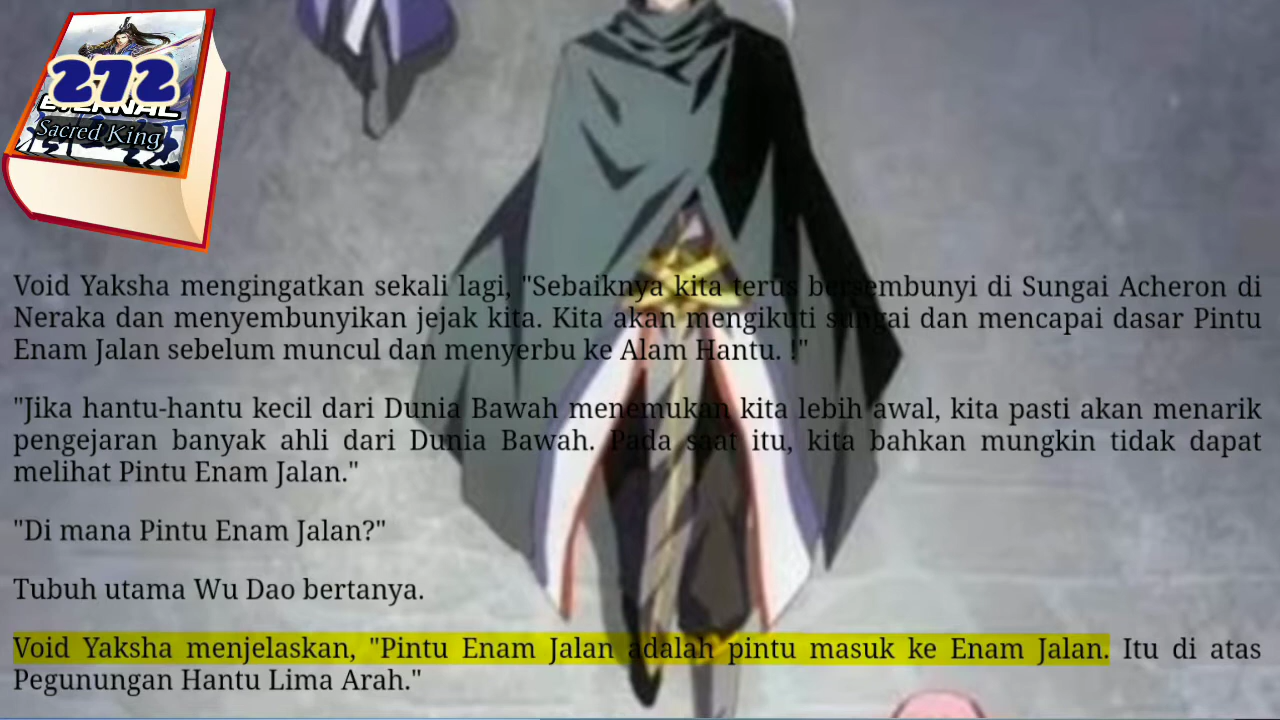 272
ETERNAL
Sacred King
Void Yaksha mengingatkan sekali lagi, "Sebaiknya kita terus bersembunyi di Sungai Acheron di
Neraka dan menyembunyikan jejak kita. Kita akan mengikuti sungai dan mencapai dasar Pintu
Enam Jalan sebelum muncul dan menyerbu ke Alam Hantu. !"
"Jika hantu-hantu kecil dari Dunia Bawah menemukan kita lebih awal, kita pasti akan menarik
pengejaran banyak ahli dari Dunia Bawah. Pada saat itu, kita bahkan mungkin tidak dapat
melihat Pintu Enam Jalan."
"Di mana Pintu Enam Jalan?"
Tubuh utama Wu Dao bertanya.
Void Yaksha menjelaskan, "Pintu Enam Jalan adalah pintu masuk ke Enam Jalan. Itu di atas
Pegunungan Hantu Lima Arah."